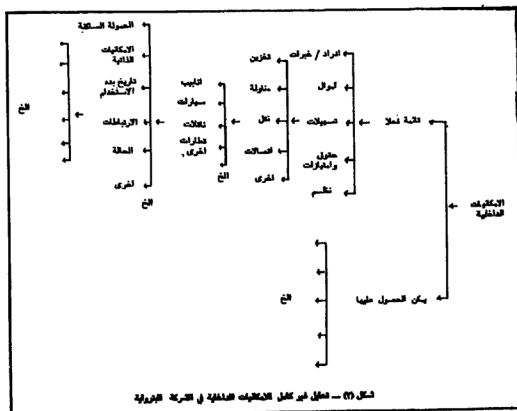 الامكانيات
الداخلية
قائمة فعلا
يمكن الحصول عليها
افراد / خبرات
اموال
تسهيلات
حقوق
وامتيازات
نظم
تخزين
مناولة
نقل
اتصالات
اخرى
انابيب
سيارات
ناقلات
قطارات
اخرى
الخ
الحمولة الساكنة
الامكانيات
الذاتية
تاريخ بدء
الاستخدام
الارتباطات
الحالة
اخرى
الخ
الخ
الخ
شكل (٢) — تحليل غير كامل للامكانيات الداخلية في الشركة البترولية